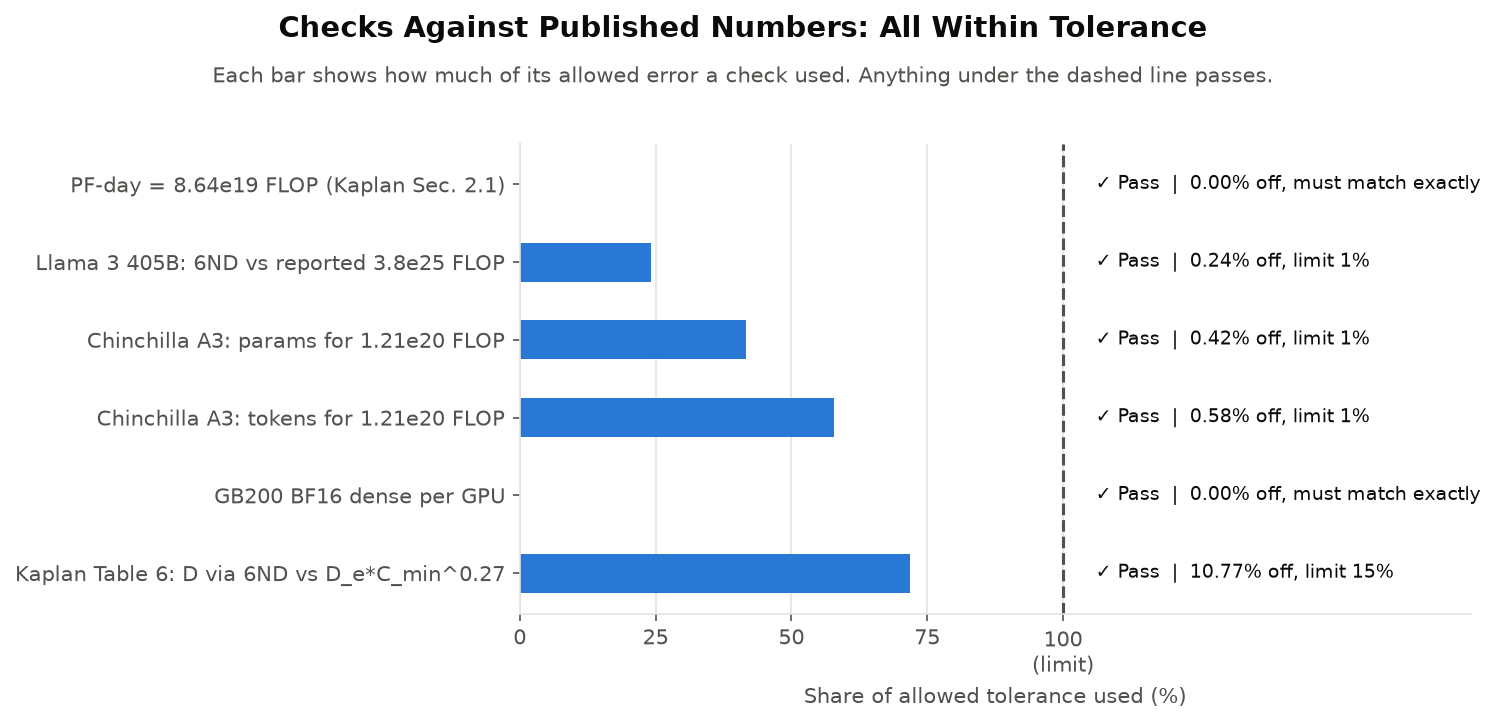 Checks Against Published Numbers: All Within Tolerance
Each bar shows how much of its allowed error a check used. Anything under the dashed line passes.
PF-day = 8.64e19 FLOP (Kaplan Sec. 2.1)
✓ Pass | 0.00% off, must match exactly
Llama 3 405B: 6ND vs reported 3.8e25 FLOP
✓ Pass | 0.24% off, limit 1%
Chinchilla A3: params for 1.21e20 FLOP
✓ Pass | 0.42% off, limit 1%
Chinchilla A3: tokens for 1.21e20 FLOP
✓ Pass | 0.58% off, limit 1%
GB200 BF16 dense per GPU
✓ Pass | 0.00% off, must match exactly
Kaplan Table 6: D via 6ND vs D_e*C_min^0.27
✓ Pass | 10.77% off, limit 15%
0 25 50 75 100
(limit)
Share of allowed tolerance used (%)